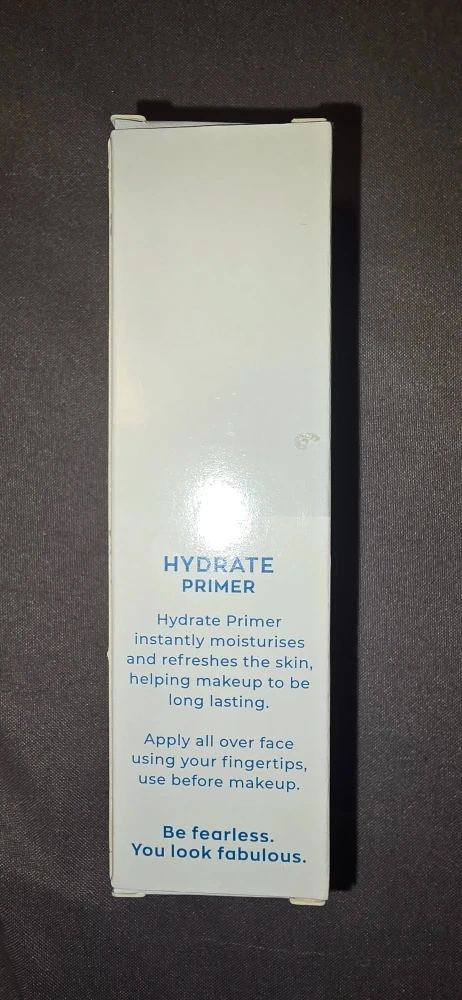 HYDRATE
PRIMER
Hydrate Primer
instantly moisturises
and refreshes the skin,
helping makeup to be
long lasting.
Apply all over face
using your fingertips,
use before makeup.
Be fearless.
You look fabulous.